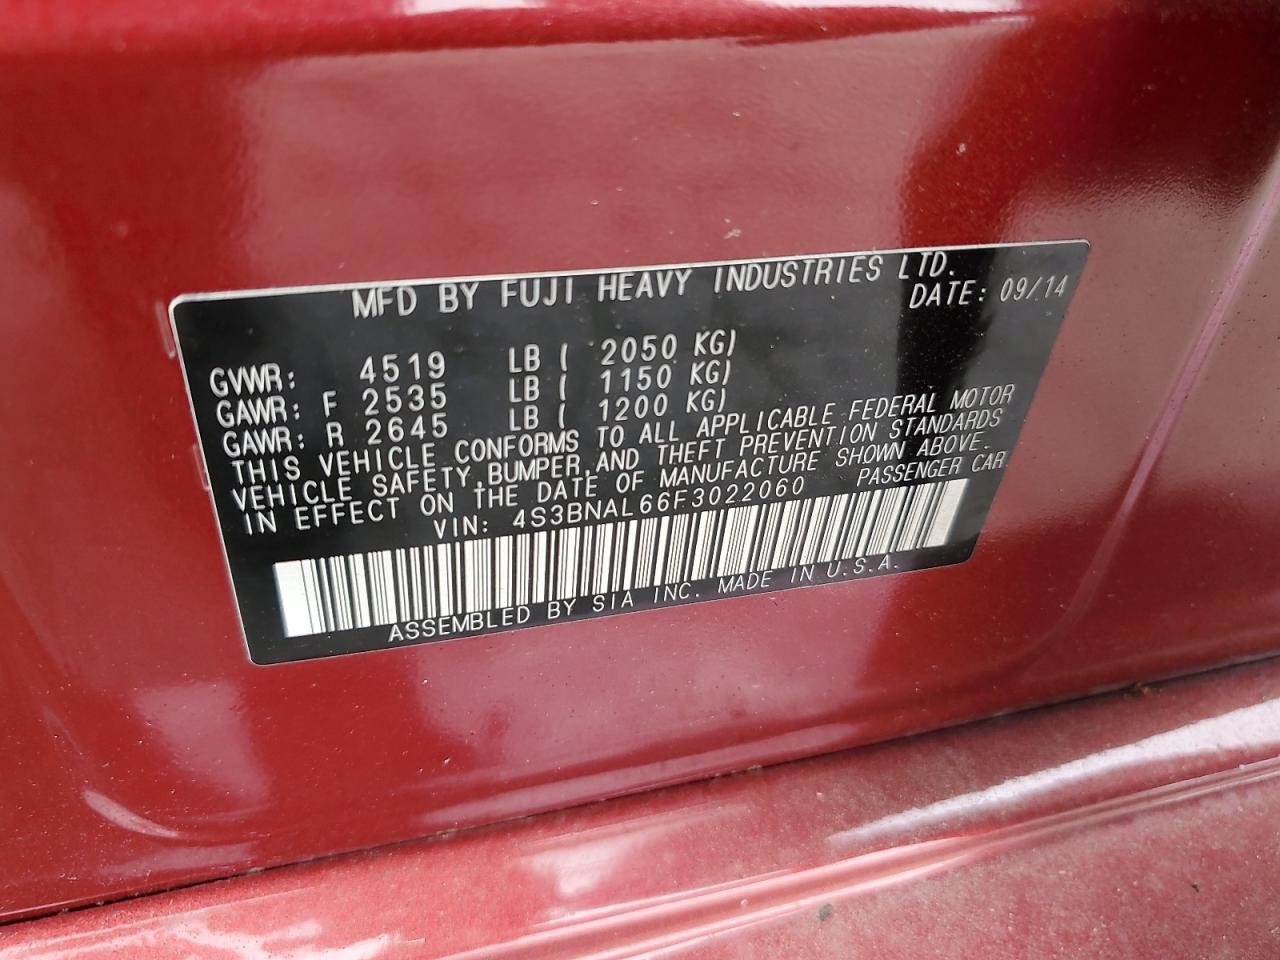 MFD BY FUJI HEAVY INDUSTRIES LTD.
DATE: 09/14
GVWR: 4519 LB ( 2050 KG)
GAWR: F 2535 LB ( 1150 KG)
GAWR: R 2645 LB ( 1200 KG)
THIS VEHICLE CONFORMS TO ALL APPLICABLE FEDERAL MOTOR
VEHICLE SAFETY,BUMPER,AND THEFT PREVENTION STANDARDS
IN EFFECT ON THE DATE OF MANUFACTURE SHOWN ABOVE.
VIN: 4S3BNAL66F3022060 PASSENGER CAR.
ASSEMBLED BY SIA INC. MADE IN U.S.A.